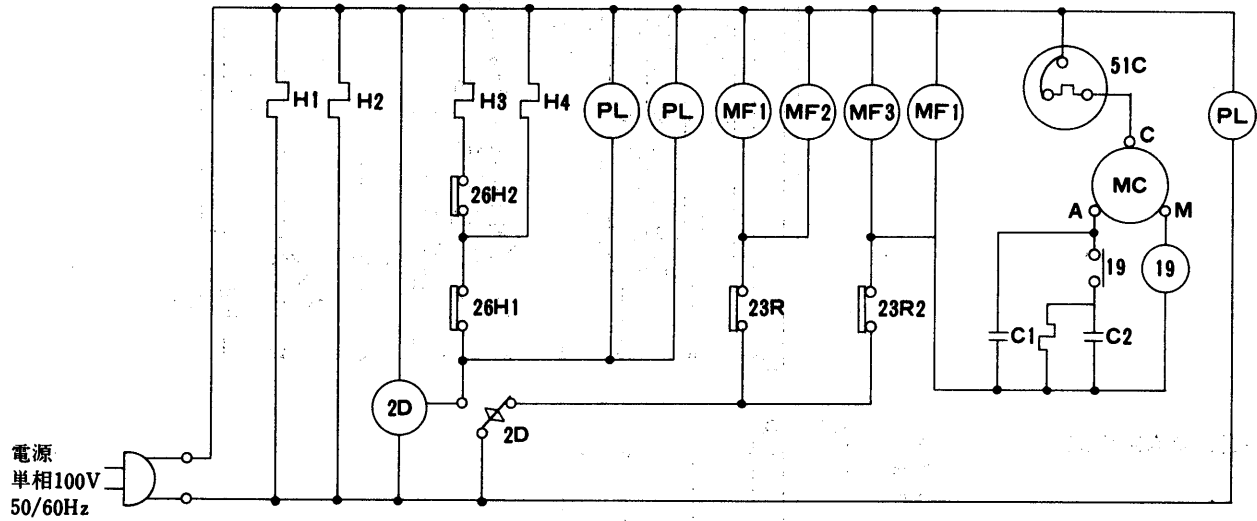 H1
H2
H3
H4
PL
PL
MF1
MF2
MF3
MF1
51C
PL
C
MC
A
M
26H2
19
19
26H1
23R
23R2
C1
C2
2D
2D
電源
単相100V
50/60Hz